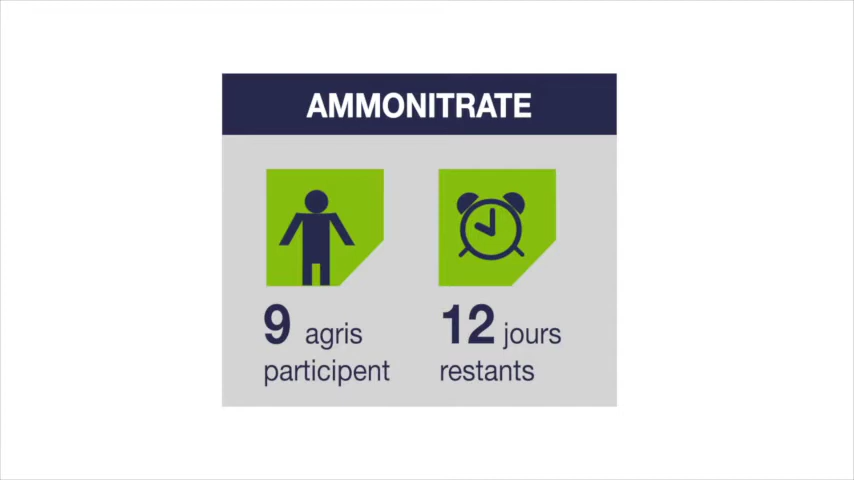 AMMONITRATE
9 agris
participent
12 jours
restants